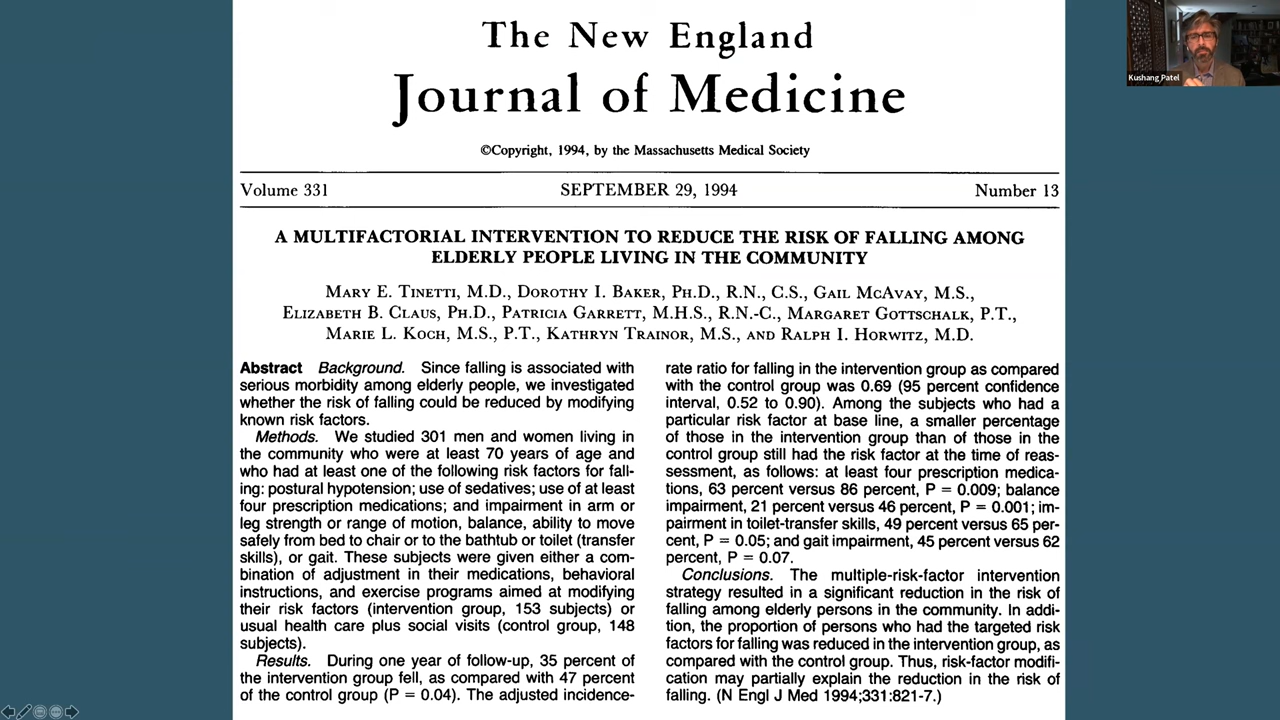 The New England
Journal of Medicine
©Copyright, 1994, by the Massachusetts Medical Society
Volume 331 SEPTEMBER 29, 1994 Number 13
A MULTIFACTORIAL INTERVENTION TO REDUCE THE RISK OF FALLING AMONG
ELDERLY PEOPLE LIVING IN THE COMMUNITY
MARY E. TINETTI, M.D., DOROTHY I. BAKER, PH.D., R.N., C.S., GAIL MCAVAY, M.S.,
ELIZABETH B. CLAUS, PH.D., PATRICIA GARRETT, M.H.S., R.N.-C., MARGARET GOTTSCHALK, P.T.,
MARIE L. KOCH, M.S., P.T., KATHRYN TRAINOR, M.S., AND RALPH I. HORWITZ, M.D.
Abstract Background. Since falling is associated with
serious morbidity among elderly people, we investigated
whether the risk of falling could be reduced by modifying
known risk factors.
Methods. We studied 301 men and women living in
the community who were at least 70 years of age and
who had at least one of the following risk factors for fall-
ing: postural hypotension; use of sedatives; use of at least
four prescription medications; and impairment in arm or
leg strength or range of motion, balance, ability to move
safely from bed to chair or to the bathtub or toilet (transfer
skills), or gait. These subjects were given either a com-
bination of adjustment in their medications, behavioral
instructions, and exercise programs aimed at modifying
their risk factors (intervention group, 153 subjects) or
usual health care plus social visits (control group, 148
subjects).
Results. During one year of follow-up, 35 percent of
the intervention group fell, as compared with 47 percent
of the control group (P = 0.04). The adjusted incidence-
rate ratio for falling in the intervention group as compared
with the control group was 0.69 (95 percent confidence
interval, 0.52 to 0.90). Among the subjects who had a
particular risk factor at base line, a smaller percentage
of those in the intervention group than of those in the
control group still had the risk factor at the time of reas-
sessment, as follows: at least four prescription medica-
tions, 63 percent versus 86 percent, P = 0.009; balance
impairment, 21 percent versus 46 percent, P = 0.001; im-
pairment in toilet-transfer skills, 49 percent versus 65 per-
cent, P = 0.05; and gait impairment, 45 percent versus 62
percent, P = 0.07.
Conclusions. The multiple-risk-factor intervention
strategy resulted in a significant reduction in the risk of
falling among elderly persons in the community. In addi-
tion, the proportion of persons who had the targeted risk
factors for falling was reduced in the intervention group, as
compared with the control group. Thus, risk-factor modifi-
cation may partially explain the reduction in the risk of
falling. (N Engl J Med 1994;331:821-7.)
Kushang Patel